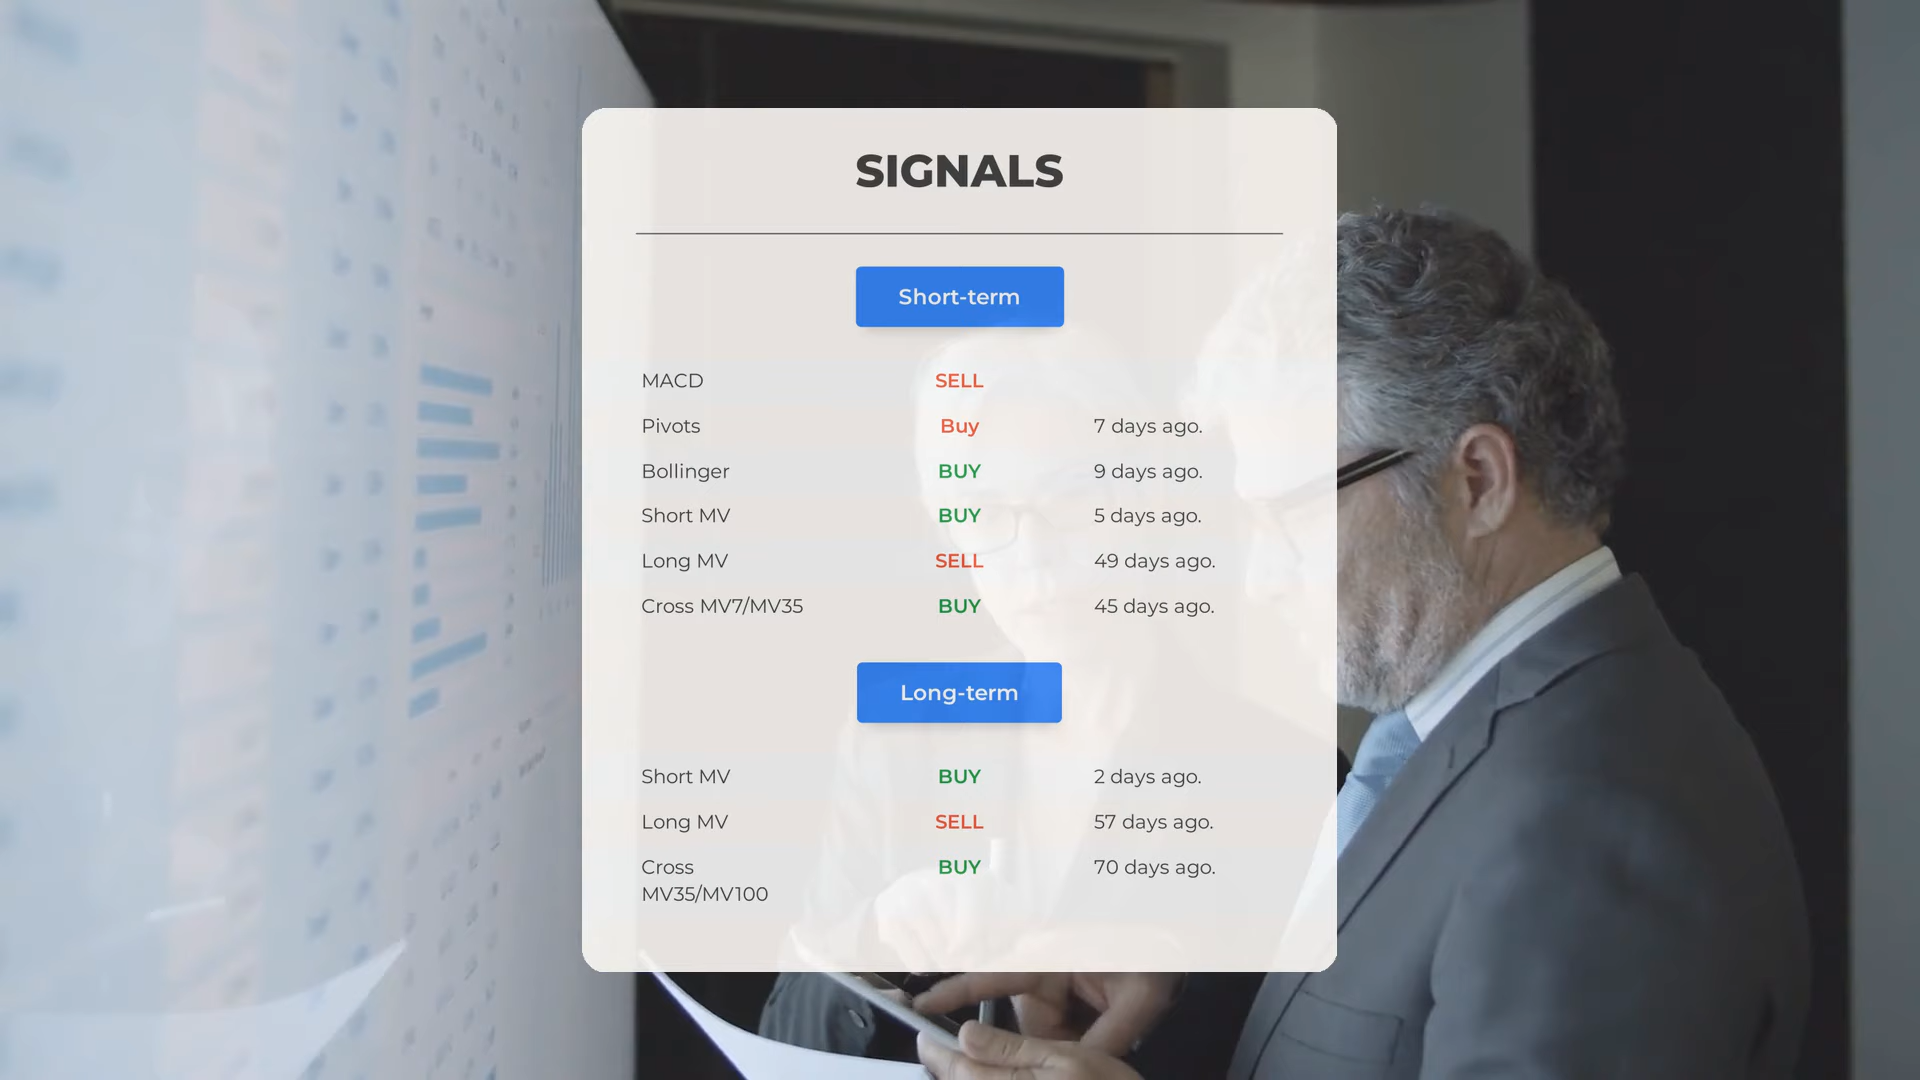 SIGNALS
Short-term
MACD SELL
Pivots Buy 7 days ago.
Bollinger BUY 9 days ago.
Short MV BUY 5 days ago.
Long MV SELL 49 days ago.
Cross MV7/MV35 BUY 45 days ago.
Long-term
Short MV BUY 2 days ago.
Long MV SELL 57 days ago.
Cross BUY 70 days ago.
MV35/MV100